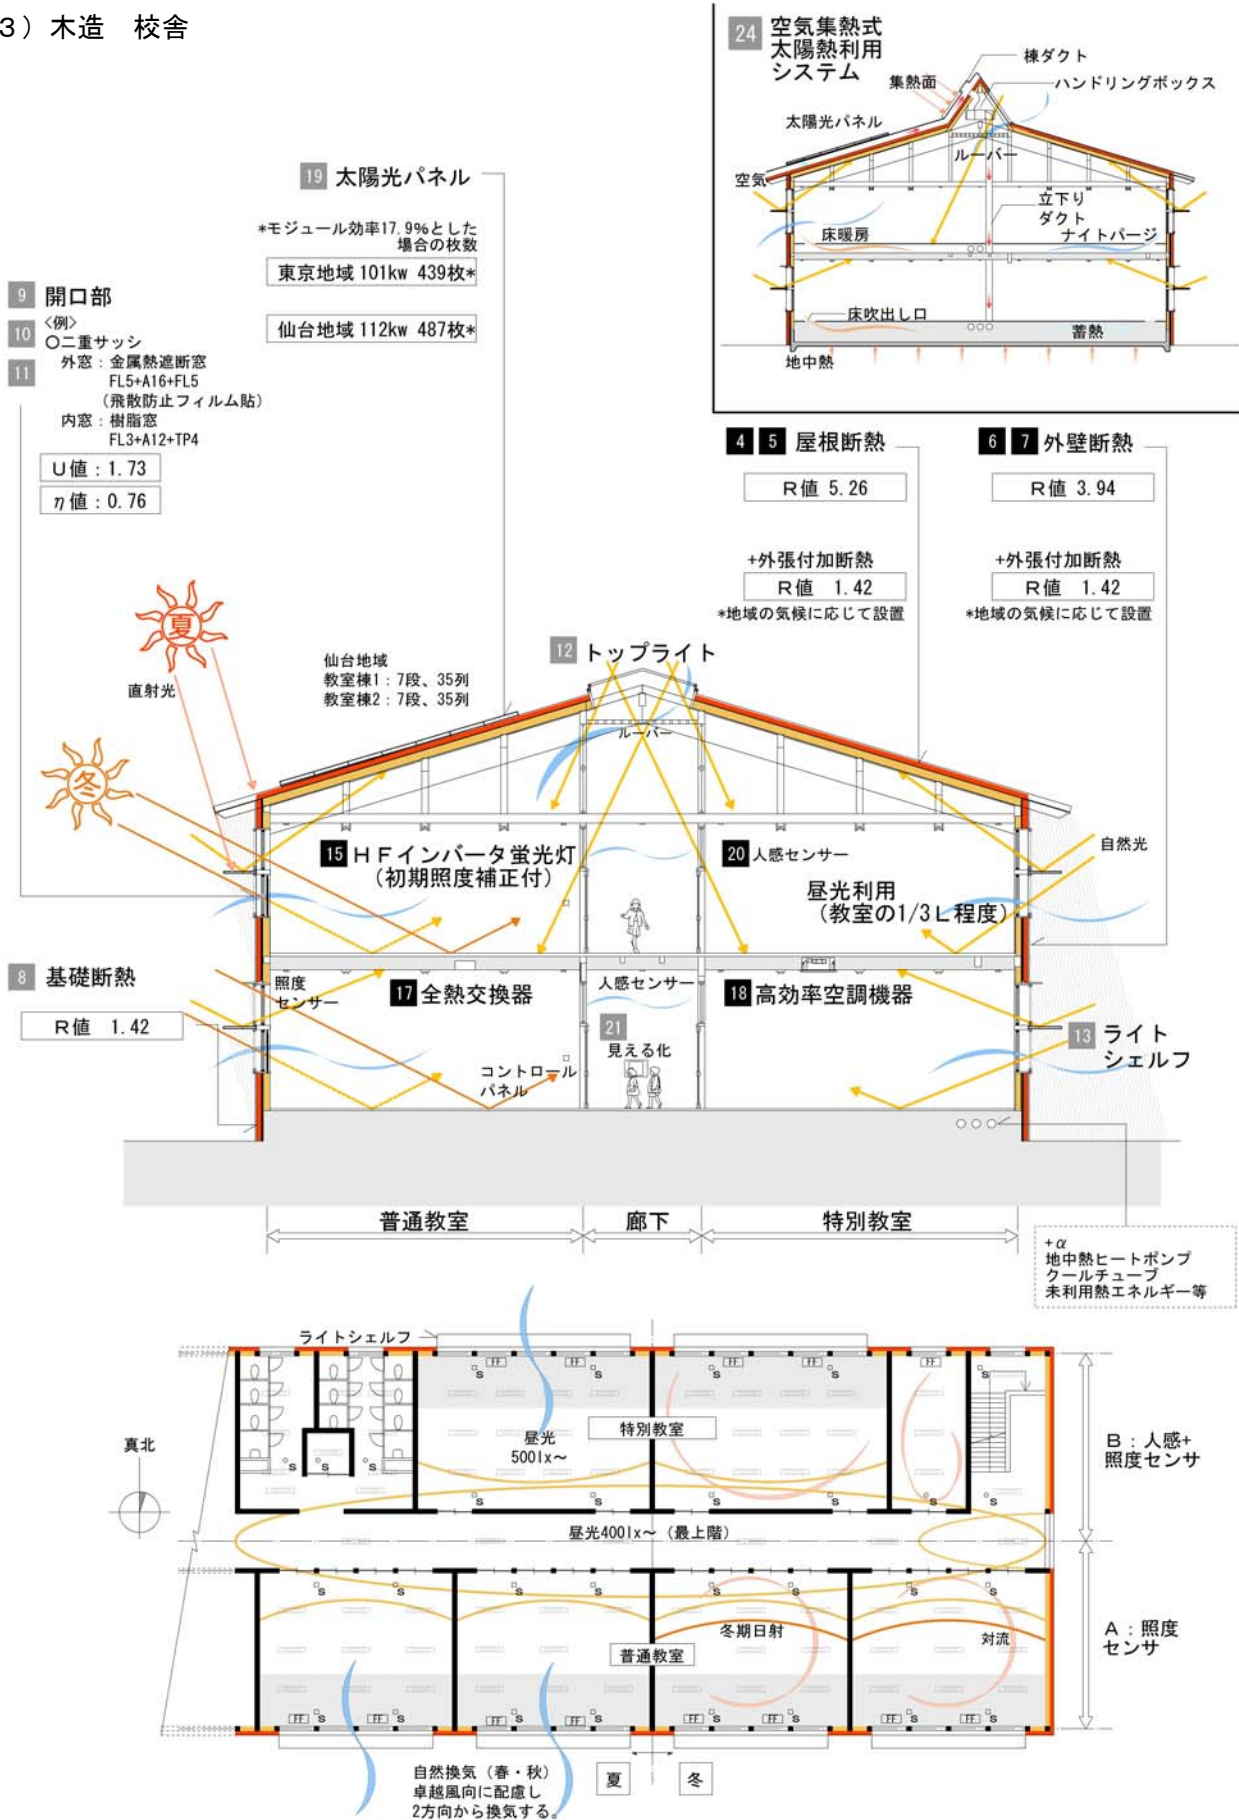 3）木造　校舎
24 空気集熱式
太陽熱利用
システム
棟ダクト
集熱面
ハンドリングボックス
太陽光パネル
ルーバー
空気
立下り
ダクト
床暖房
ナイトパージ
床吹出し口
蓄熱
地中熱
19 太陽光パネル
*モジュール効率17.9%とした
場合の枚数
東京地域 101kw 439枚*
仙台地域 112kw 487枚*
9 開口部
10 〈例〉
〇二重サッシ
11 外窓：金属熱遮断窓
FL5+A16+FL5
（飛散防止フィルム貼）
内窓：樹脂窓
FL3+A12+TP4
U値：1.73
η値：0.76
4 5 屋根断熱
R値 5.26
+外張付加断熱
R値 1.42
*地域の気候に応じて設置
6 7 外壁断熱
R値 3.94
+外張付加断熱
R値 1.42
*地域の気候に応じて設置
夏
直射光
冬
仙台地域
教室棟1：7段、35列
教室棟2：7段、35列
12 トップライト
ルーバー
15 HFインバータ蛍光灯
（初期照度補正付）
20 人感センサー
自然光
昼光利用
（教室の1/3L程度）
8 基礎断熱
R値 1.42
照度
センサー
17 全熱交換器
人感センサー
18 高効率空調機器
21
見える化
コントロール
パネル
13 ライト
シェルフ
普通教室
廊下
特別教室
+α
地中熱ヒートポンプ
クールチューブ
未利用熱エネルギー等
ライトシェルフ
FF FF FF FF FF
S S S S S
特別教室
昼光
500lx～
真北
S S S
S S S S S S
B：人感+
照度センサ
昼光400lx～（最上階）
S S S S S S S S
冬期日射
対流
普通教室
A：照度
センサ
FF S FF S FF S FF S FF S FF S FF S FF S
自然換気（春・秋）
卓越風向に配慮し
2方向から換気する。
夏
冬